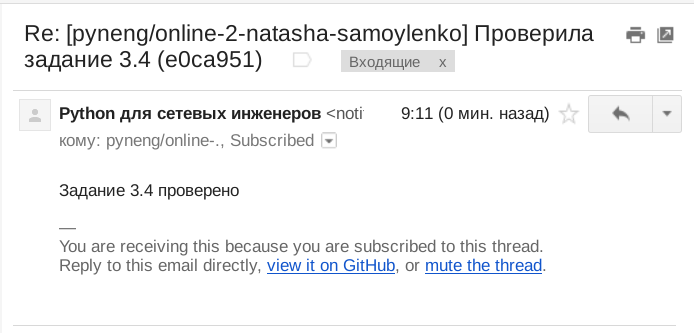 Re: [pyneng/online-2-natasha-samoylenko] Проверила
задание 3.4 (e0ca951)
Входящие x
Python для сетевых инженеров <noti 9:11 (0 мин. назад)
кому: pyneng/online-., Subscribed
Задание 3.4 проверено
—
You are receiving this because you are subscribed to this thread.
Reply to this email directly, view it on GitHub, or mute the thread.